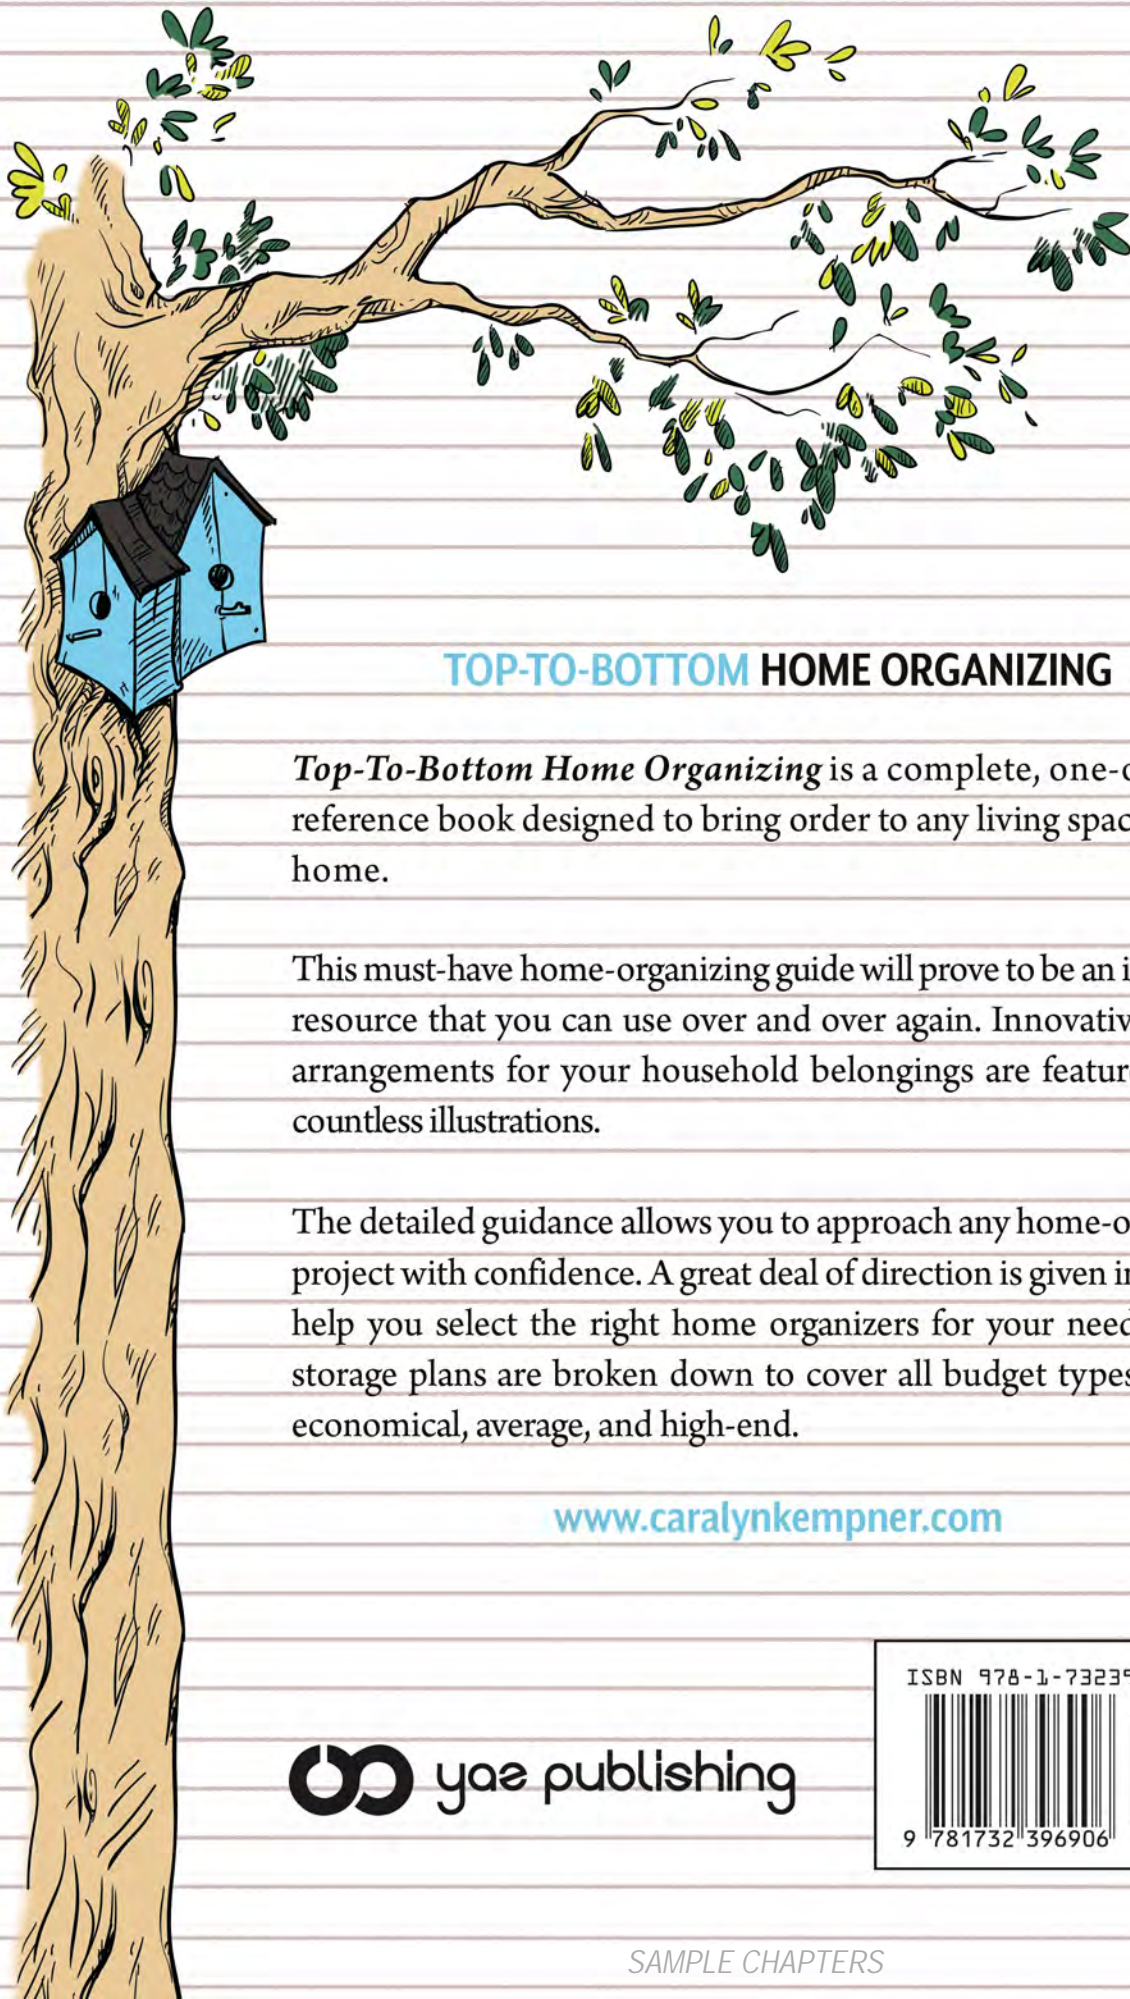 TOP-TO-BOTTOM HOME ORGANIZING
Top-To-Bottom Home Organizing is a complete, one-
reference book designed to bring order to any living
home.
This must-have home-organizing guide will prove to be an
resource that you can use over and over again.
arrangements for your household belongings are
countless illustrations.
The detailed guidance allows you to approach any
project with confidence. A great deal of direction is given
help you select the right home organizers for your
storage plans are broken down to cover all budget
economical, average, and high-end.
www.caralynkempner.com
ISBN 978-1-7323
yaz publishing
9 781732 396906
SAMPLE CHAPTERS